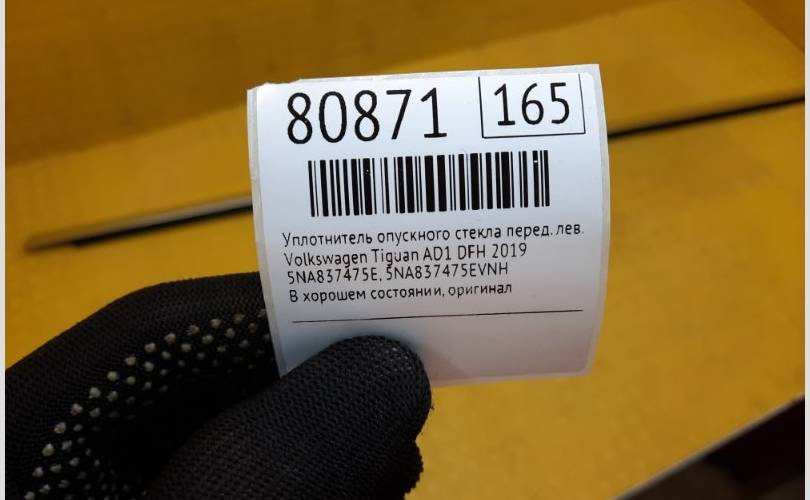 80871 165
Уплотнитель опускного стекла перед. лев.
Volkswagen Tiguan AD1 DFH 2019
5NA837475E, 5NA837475EVNH
В хорошем состоянии, оригинал